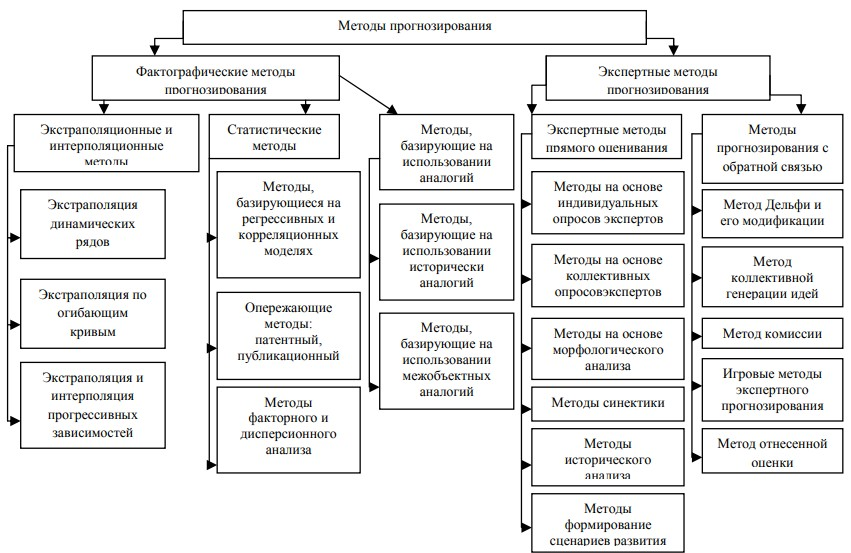 Методы прогнозирования
Фактографические методы
прогнозирования
Экспертные методы
прогнозирования
Экстраполяционные и
интерполяционные
методы
Экстраполяция
динамических
рядов
Экстраполяция по
огибающим
кривым
Экстраполяция и
интерполяция
прогрессивных
зависимостей
Статистические
методы
Методы,
базирующиеся на
регрессивных и
корреляционных
моделях
Опережающие
методы:
патентный,
публикационный
Методы
факторного и
дисперсионного
анализа
Методы,
базирующие на
использовании
аналогий
Методы,
базирующие на
использовании
исторически
аналогий
Методы,
базирующие на
использовании
межобъектных
аналогий
Экспертные методы
прямого оценивания
Методы на основе
индивидуальных
опросов экспертов
Методы на основе
коллективных
опросовэкспертов
Методы на основе
морфологического
анализа
Методы синектики
Методы
исторического
анализа
Методы
формирование
сценариев развития
Методы
прогнозирования с
обратной связью
Метод Дельфи и
его модификации
Метод
коллективной
генерации идей
Метод комиссии
Игровые методы
экспертного
прогнозирования
Метод отнесенной
оценки